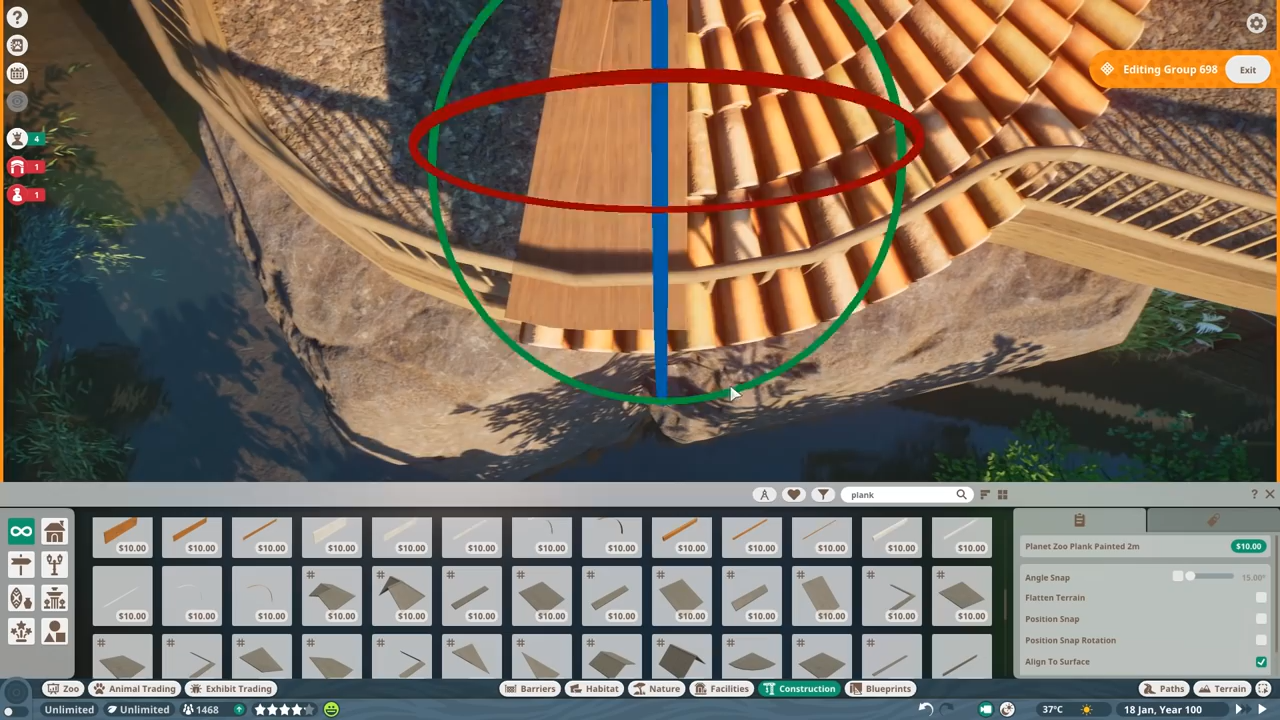 ?
Editing Group 698
Exit
4
1
1
plank
?
$10.00 $10.00 $10.00 $10.00 $10.00 $10.00 $10.00 $10.00 $10.00 $10.00 $10.00 $10.00 $10.00
$10.00 $10.00 $10.00 $10.00 $10.00 $10.00 $10.00 $10.00 $10.00 $10.00 $10.00 $10.00 $10.00
Planet Zoo Plank Painted 2m $10.00
Angle Snap 15.00°
Flatten Terrain
Position Snap
Position Snap Rotation
Align To Surface
Zoo Animal Trading Exhibit Trading Barriers Habitat Nature Facilities Construction Blueprints Paths Terrain
Unlimited Unlimited 1468 37°C 18 Jan, Year 100